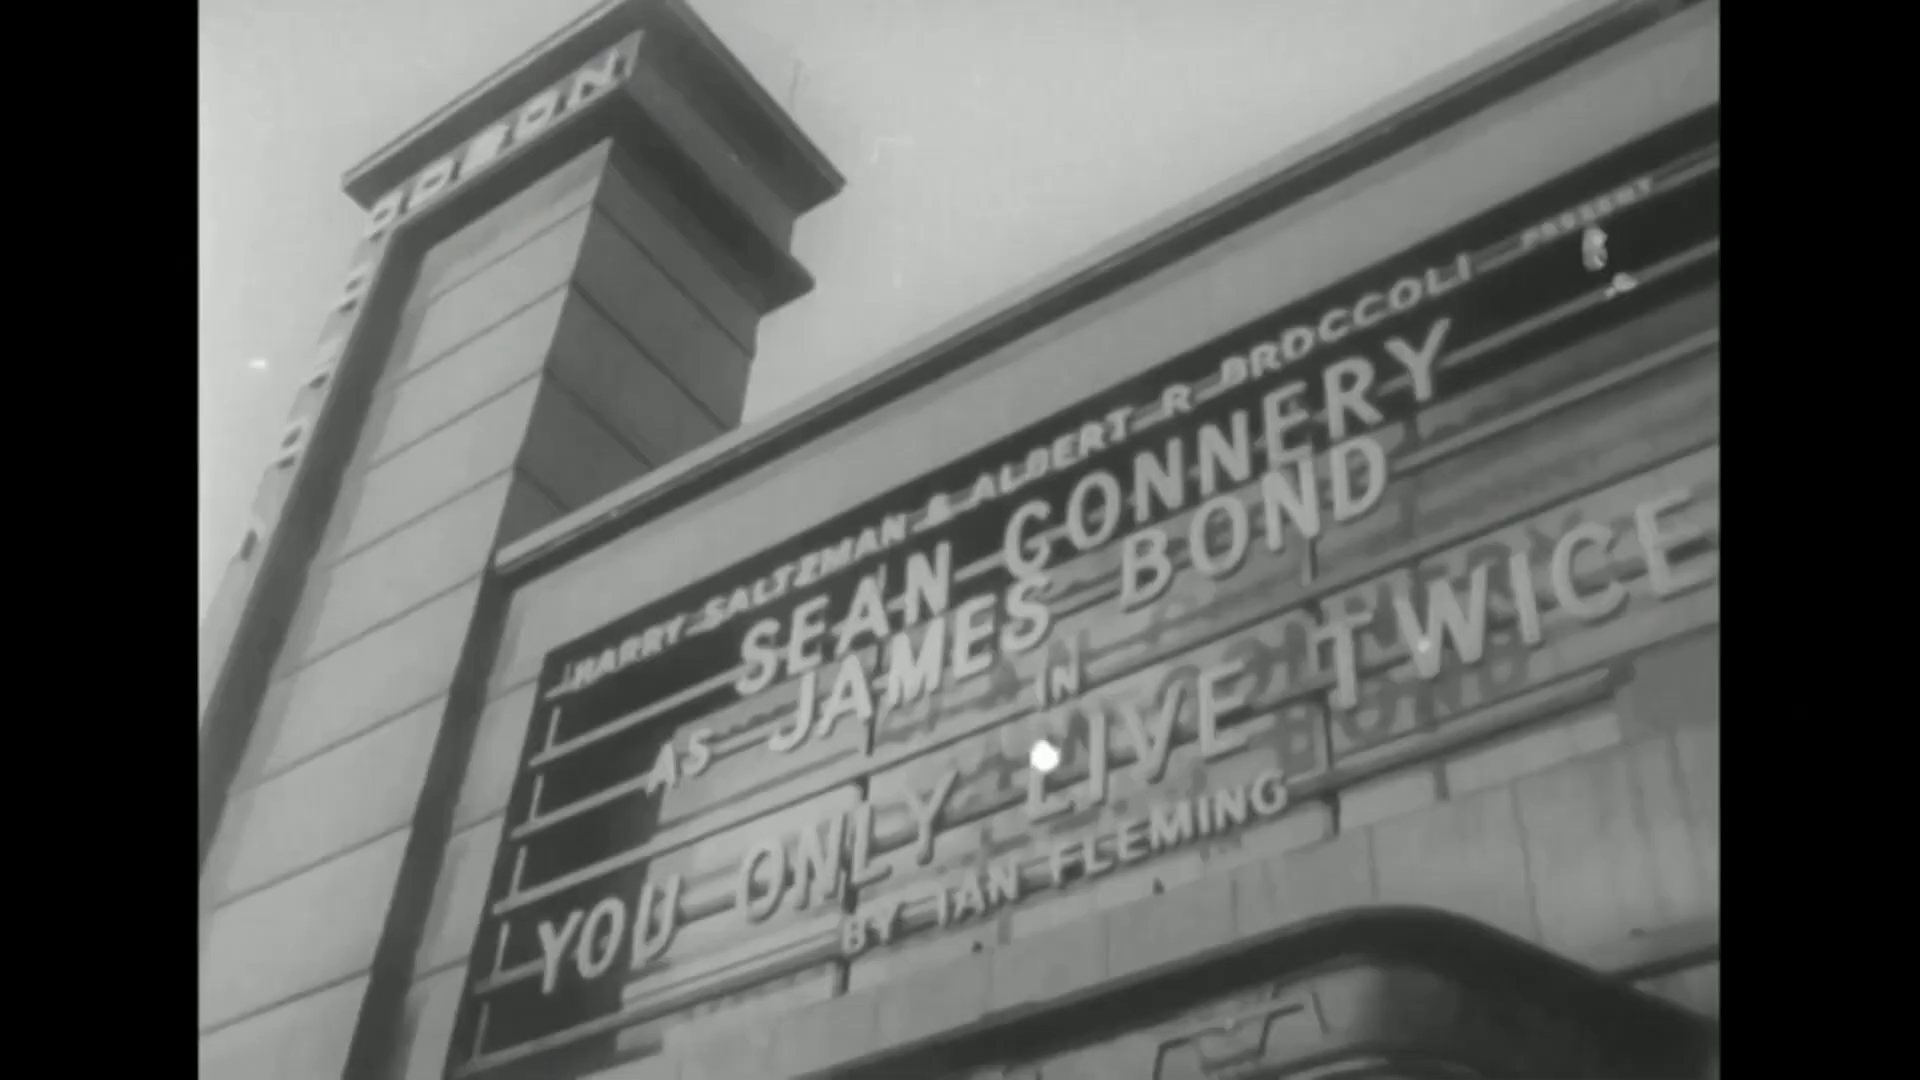 ODEON
HARRY SALTZMAN & ALBERT R BROCCOLI PRESENT
SEAN CONNERY
AS JAMES BOND
IN
YOU ONLY LIVE TWICE
BY IAN FLEMING